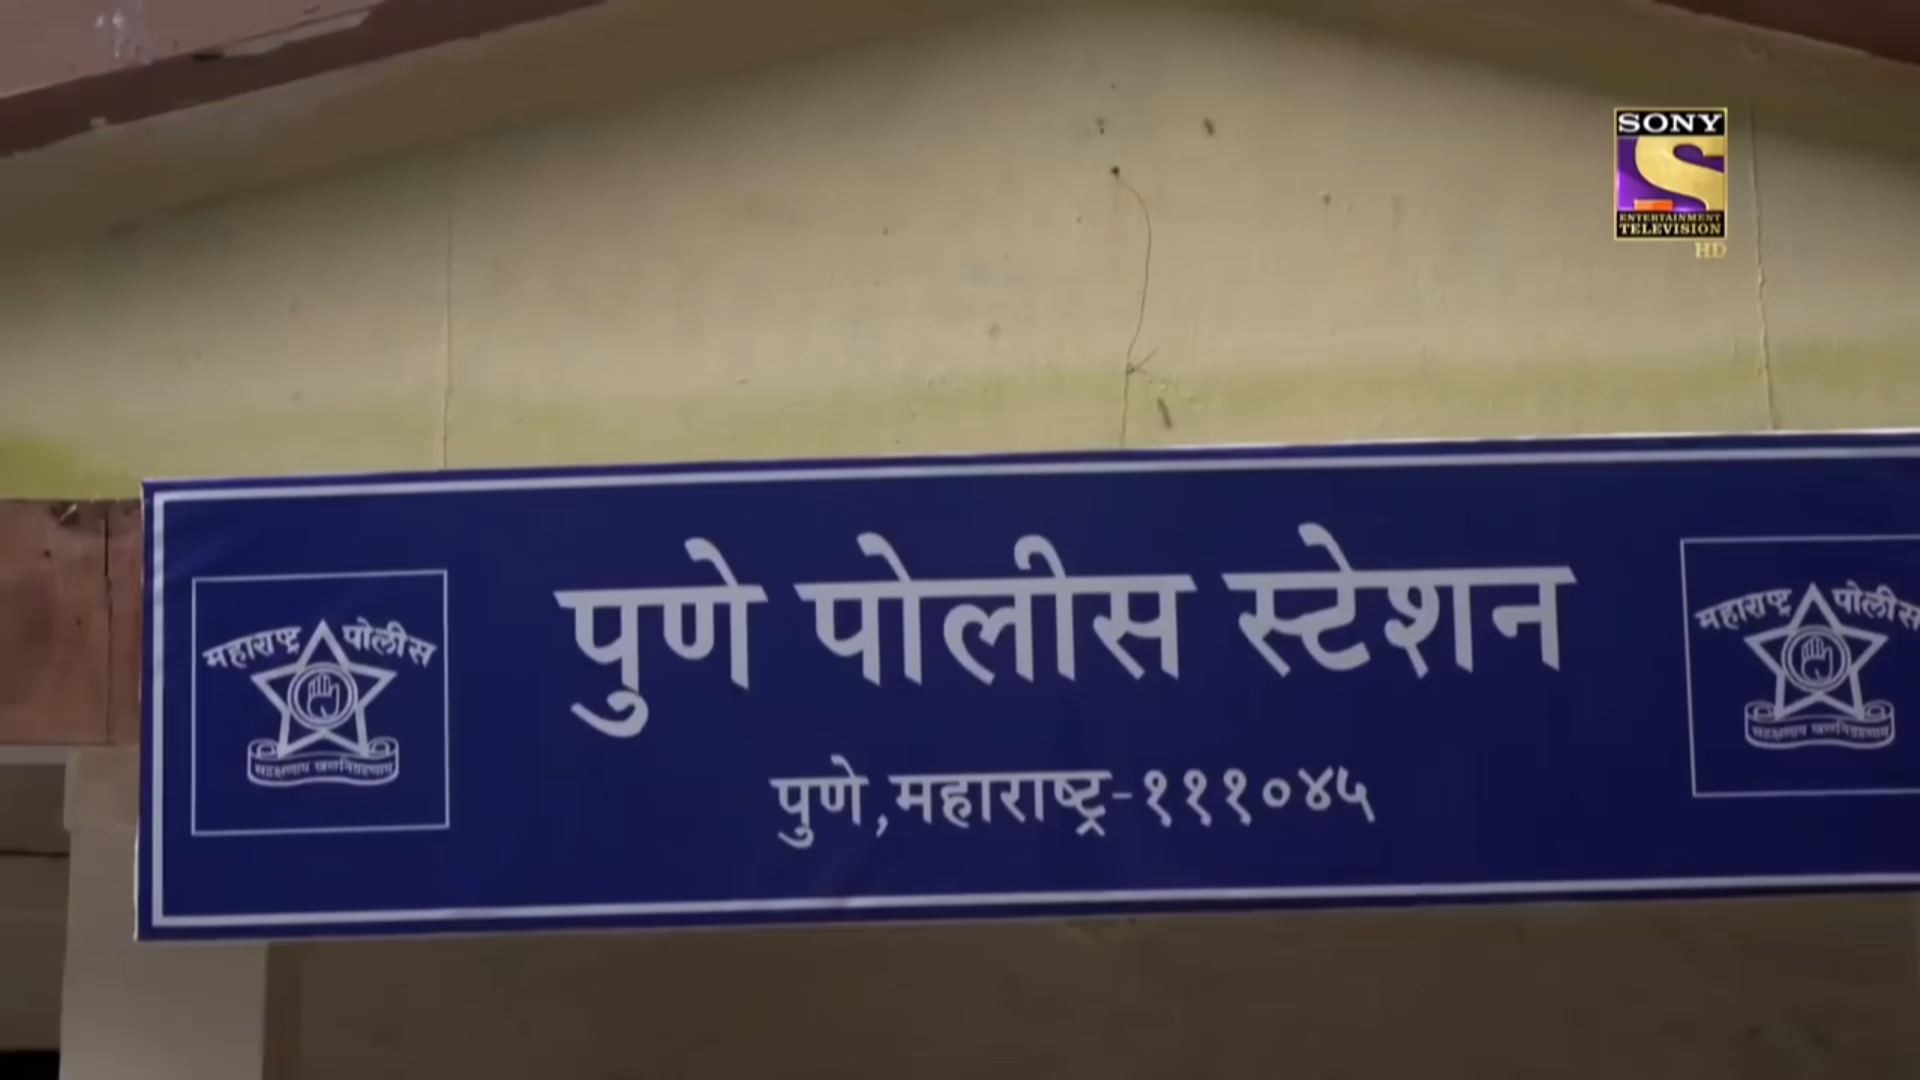 SONY
ENTERTAINMENT
TELEVISION
HD
पुणे पोलीस स्टेशन
पुणे,महाराष्ट्र-१११०४५
महाराष्ट्र पोलीस
महाराष्ट्र पोलीस